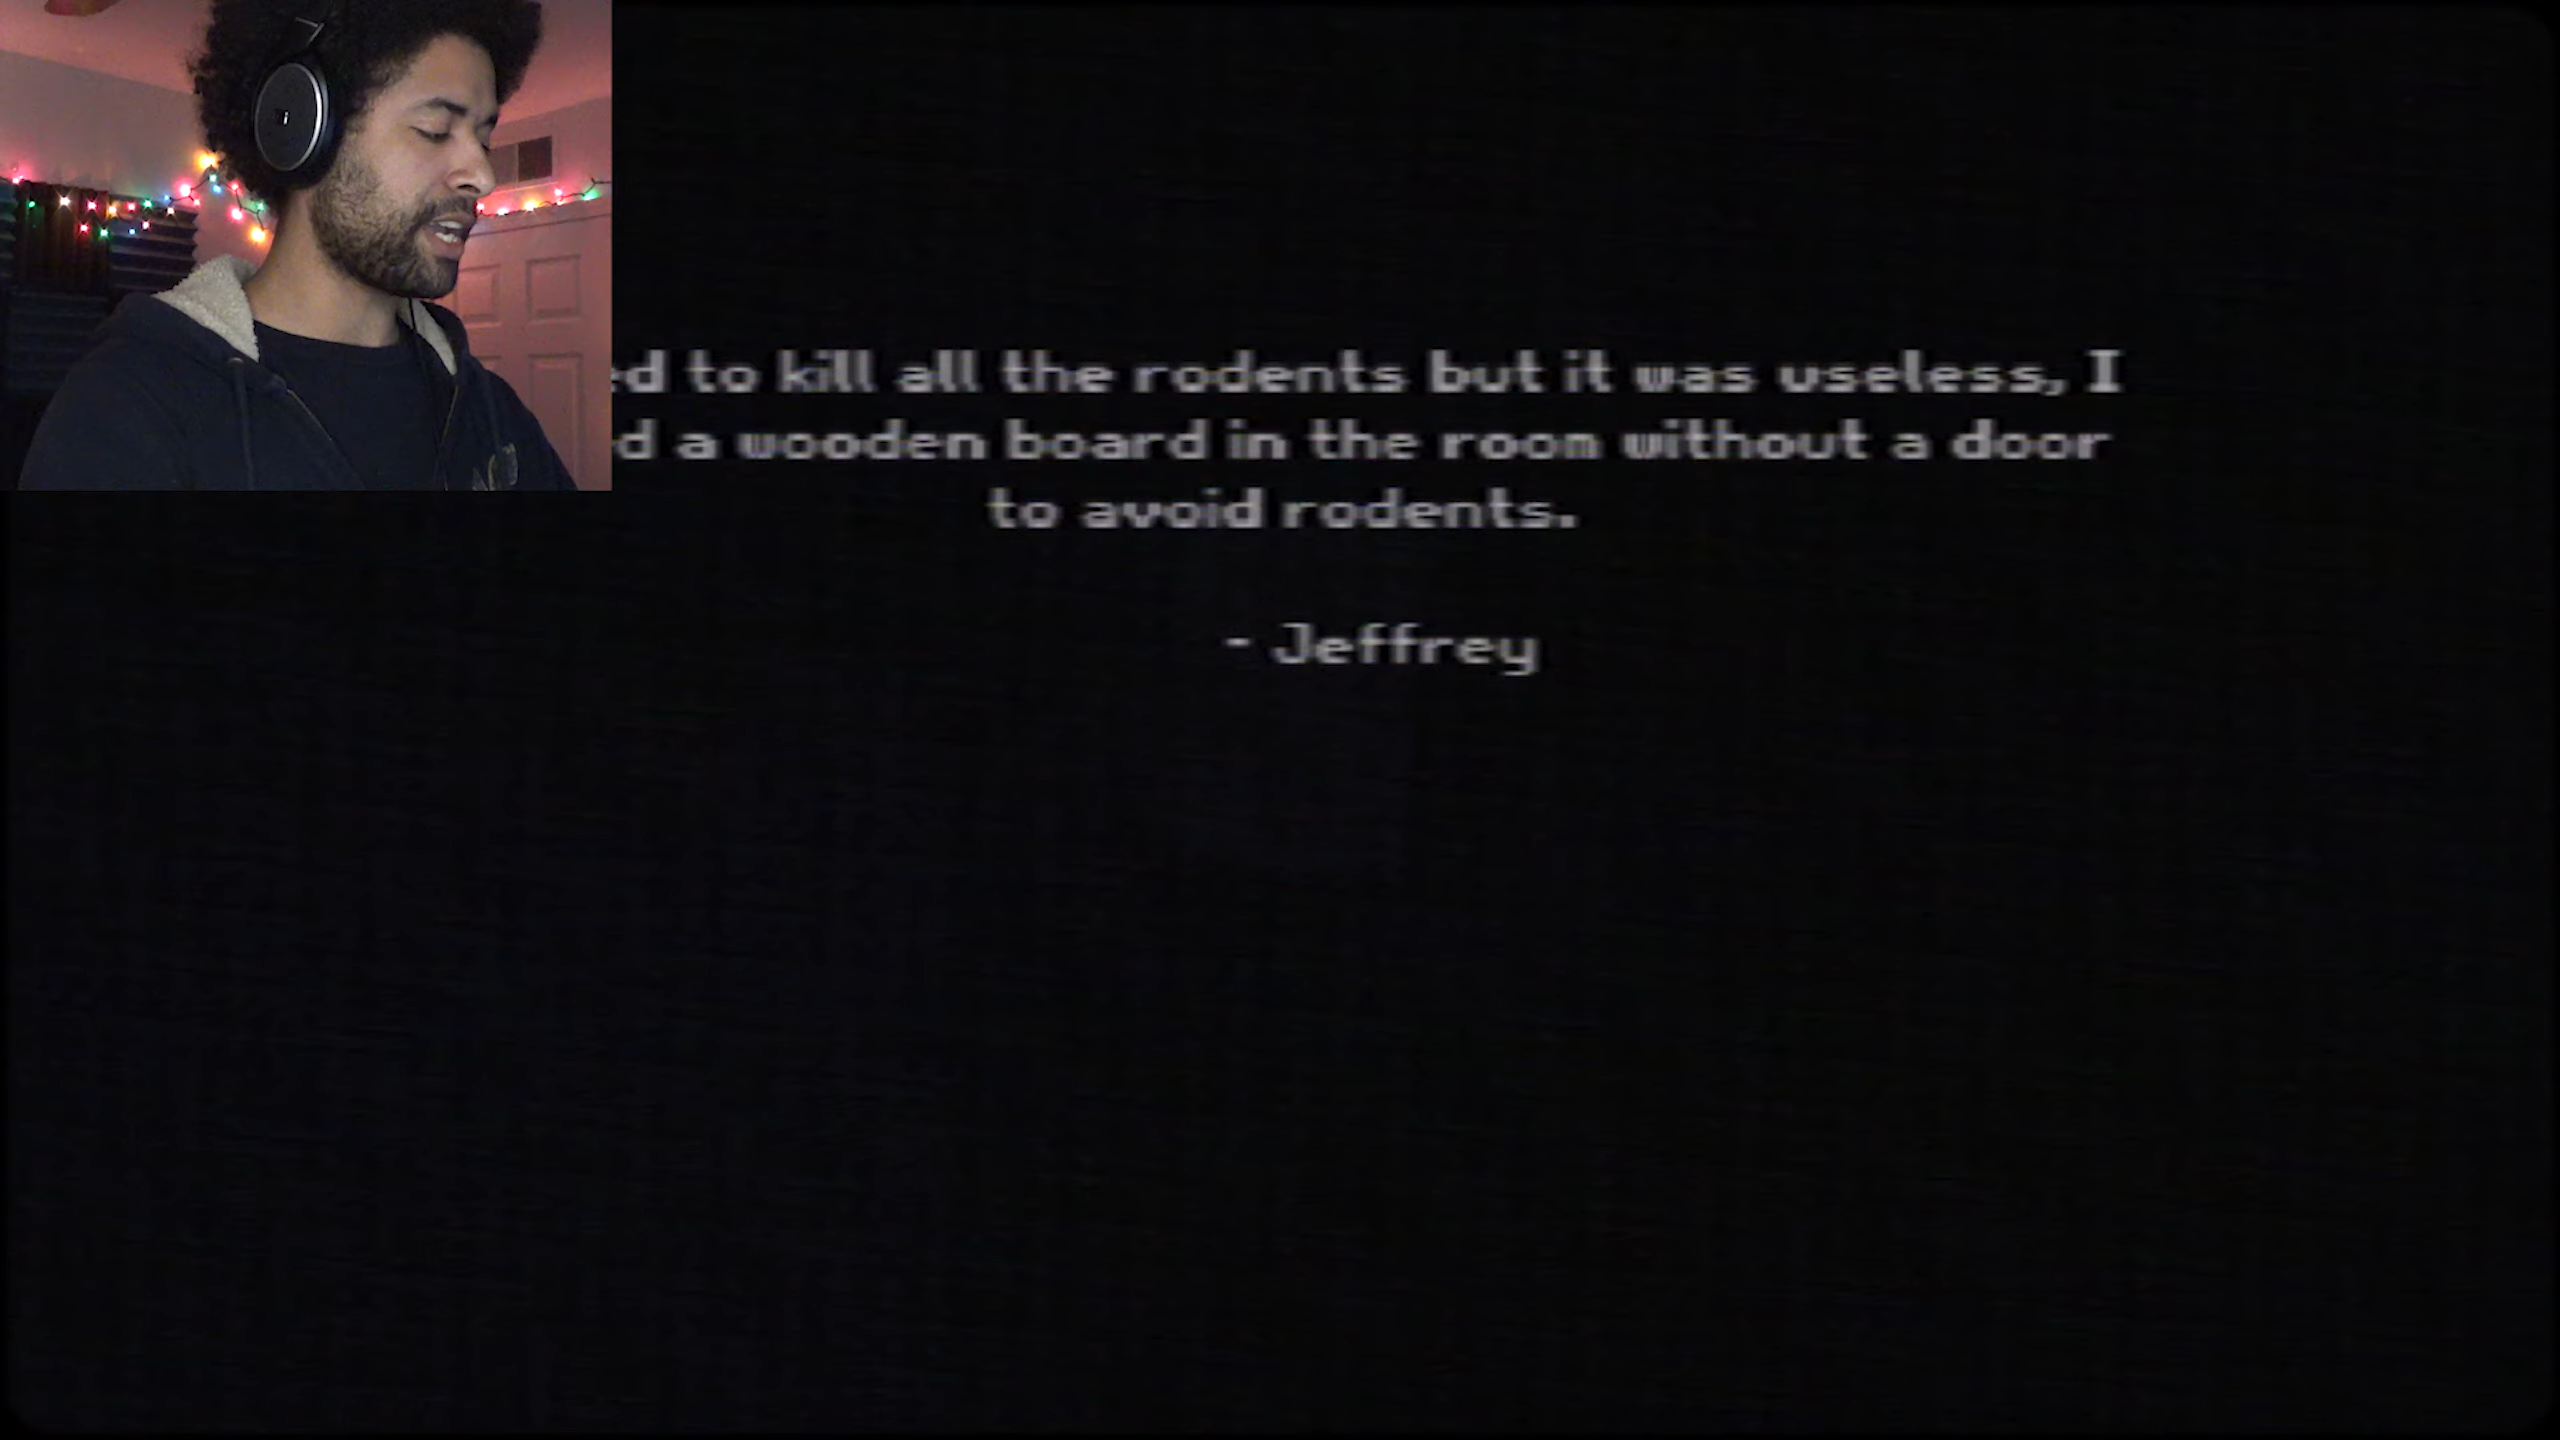 to kill all the rodents but it was useless, I
a wooden board in the room without a door
to avoid rodents.
- Jeffrey